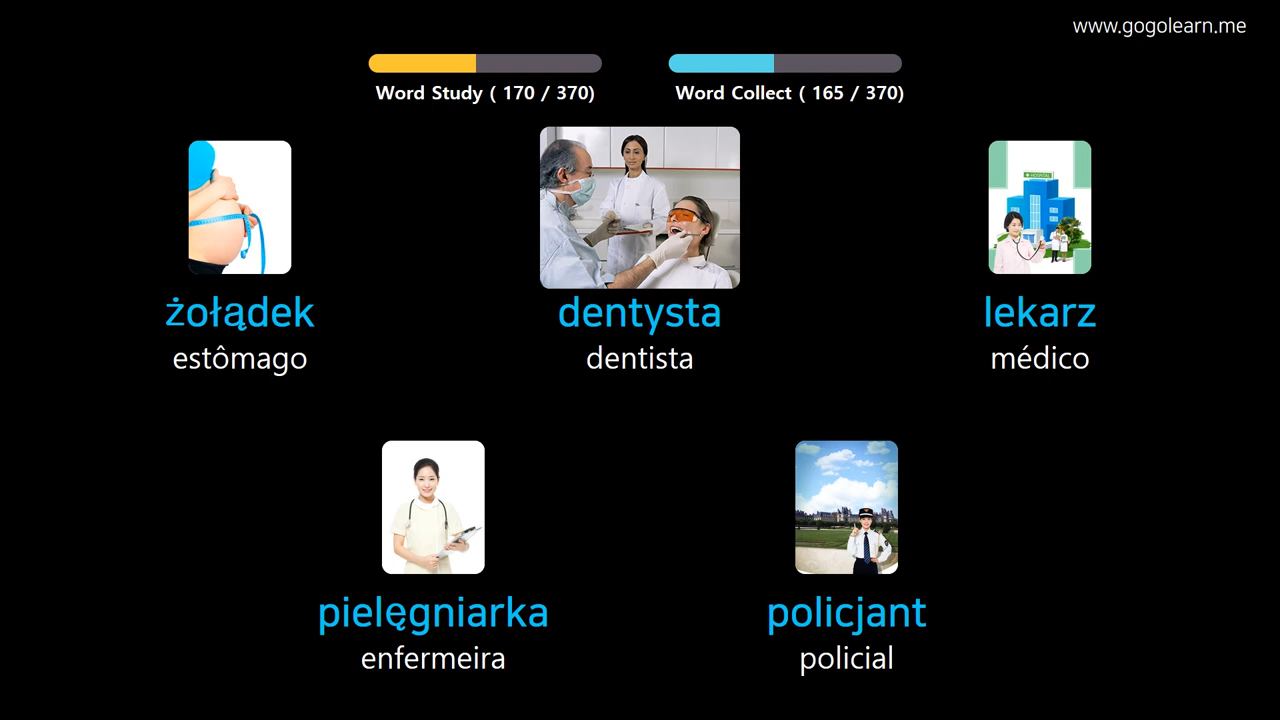 www.gogolearn.me
Word Study ( 170 / 370)
Word Collect ( 165 / 370)
HOSPITAL
żołądek
dentysta
lekarz
estômago
dentista
médico
pielęgniarka
policjant
enfermeira
policial